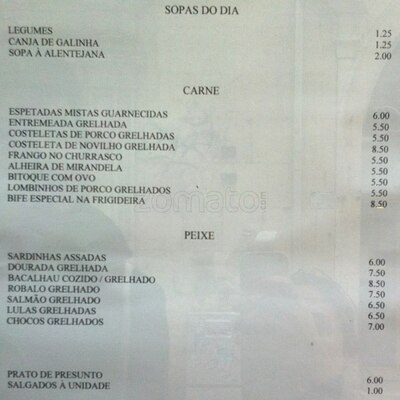 SOPAS DO DIA
LEGUMES 1.25
CANJA DE GALINHA 1.25
SOPA À ALENTEJANA 2.00
CARNE
ESPETADAS MISTAS GUARNECIDAS 6.00
ENTREMEADA GRELHADA 5.50
COSTELETAS DE PORCO GRELHADAS 5.50
COSTELETA DE NOVILHO GRELHADA 8.50
FRANGO NO CHURRASCO 5.50
ALHEIRA DE MIRANDELA 5.50
BITOQUE COM OVO 5.50
LOMBINHOS DE PORCO GRELHADOS 5.50
BIFE ESPECIAL NA FRIGIDEIRA 8.50
zomato.com
PEIXE
SARDINHAS ASSADAS 6.00
DOURADA GRELHADA 7.50
BACALHAU COZIDO / GRELHADO 8.50
ROBALO GRELHADO 7.50
SALMÃO GRELHADO 6.50
LULAS GRELHADAS 6.50
CHOCOS GRELHADOS 7.00
PRATO DE PRESUNTO 6.00
SALGADOS À UNIDADE 1.00